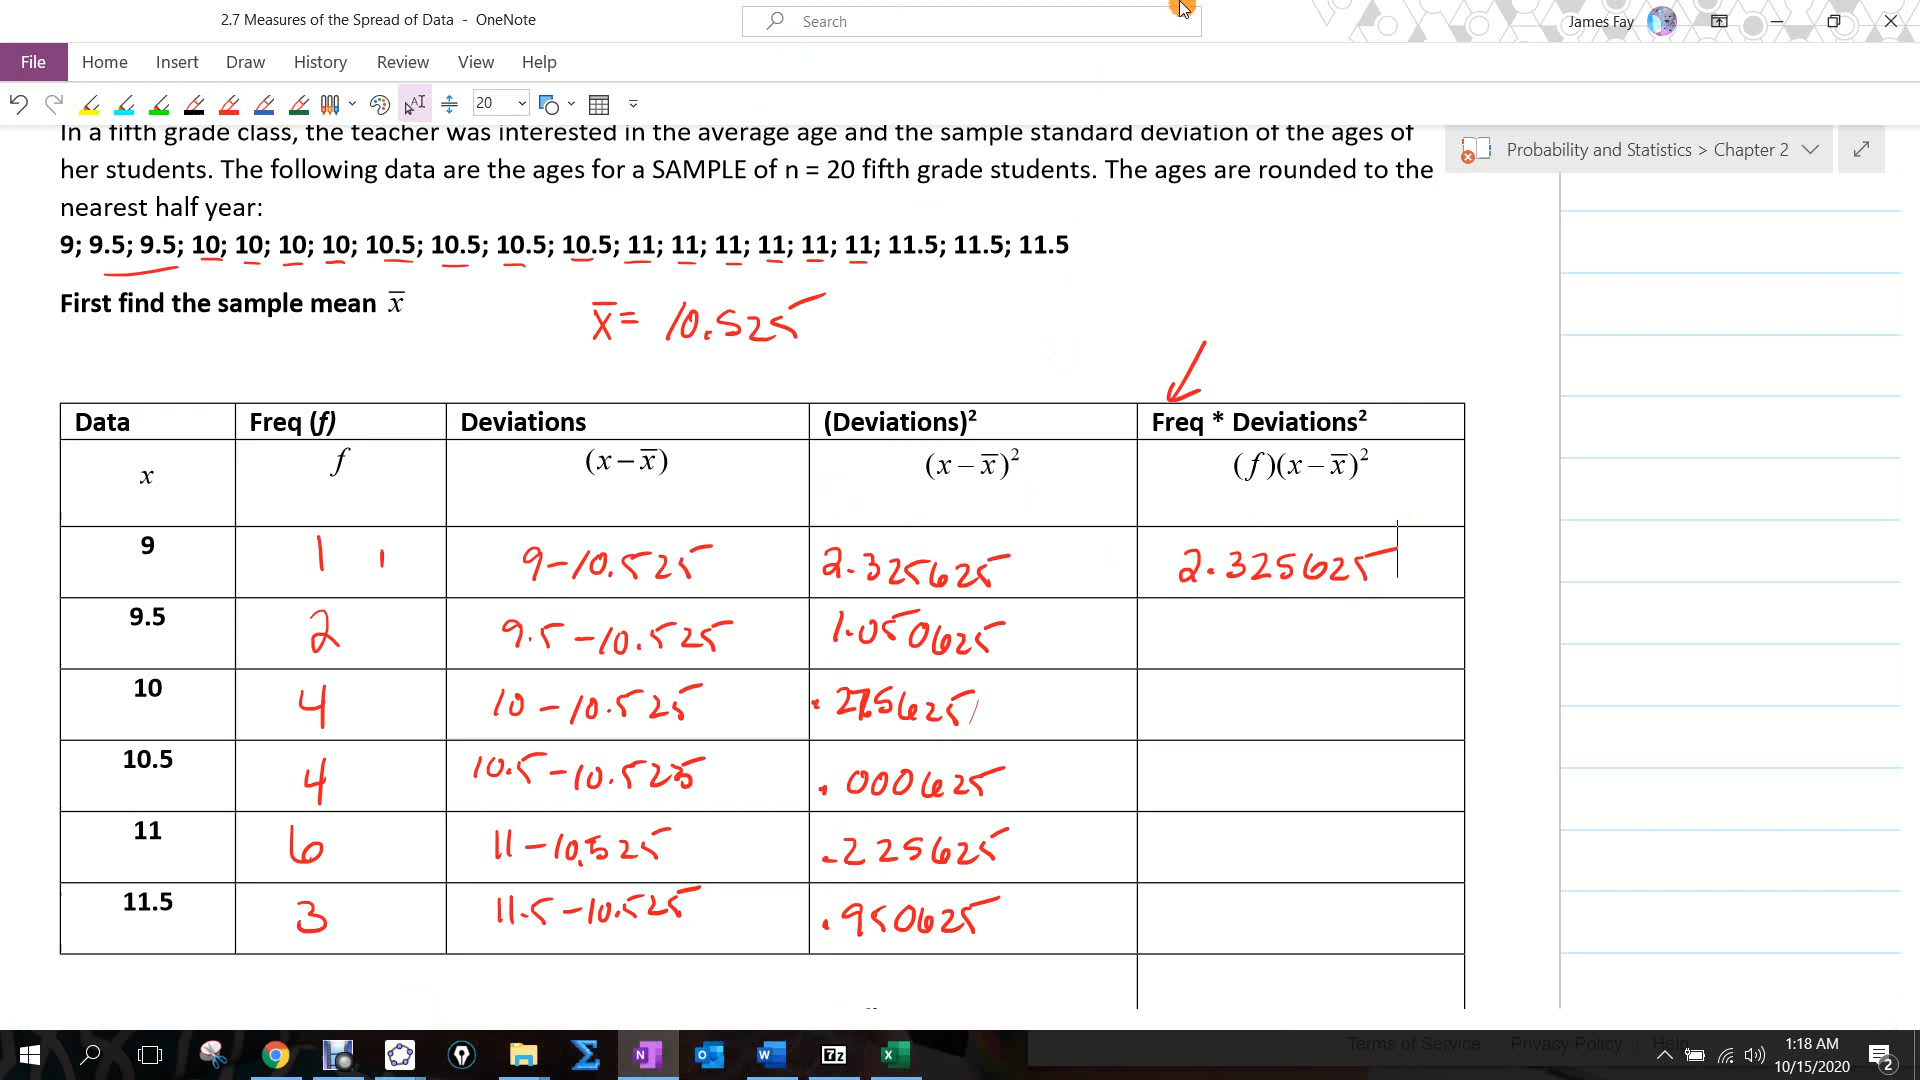 2.7 Measures of the Spread of Data - OneNote
Search
James Fay
File Home Insert Draw History Review View Help
20
In a fifth grade class, the teacher was interested in the average age and the sample standard deviation of the ages of
her students. The following data are the ages for a SAMPLE of n = 20 fifth grade students. The ages are rounded to the
nearest half year:
Probability and Statistics > Chapter 2
9; 9.5; 9.5; 10; 10; 10; 10; 10.5; 10.5; 10.5; 10.5; 11; 11; 11; 11; 11; 11; 11.5; 11.5; 11.5
First find the sample mean x̅
x̅ = 10.525
Data Freq (f) Deviations (Deviations)² Freq * Deviations²
x f (x – x̅) (x – x̅)² (f)(x – x̅)²
9 1 9-10.525 2.325625 2.325625
9.5 2 9.5-10.525 1.050625
10 4 10-10.525 .275625
10.5 4 10.5-10.525 .000625
11 6 11-10.525 .225625
11.5 3 11.5-10.525 .950625
Terms of Service Privacy Policy Help
1:18 AM
10/15/2020
2